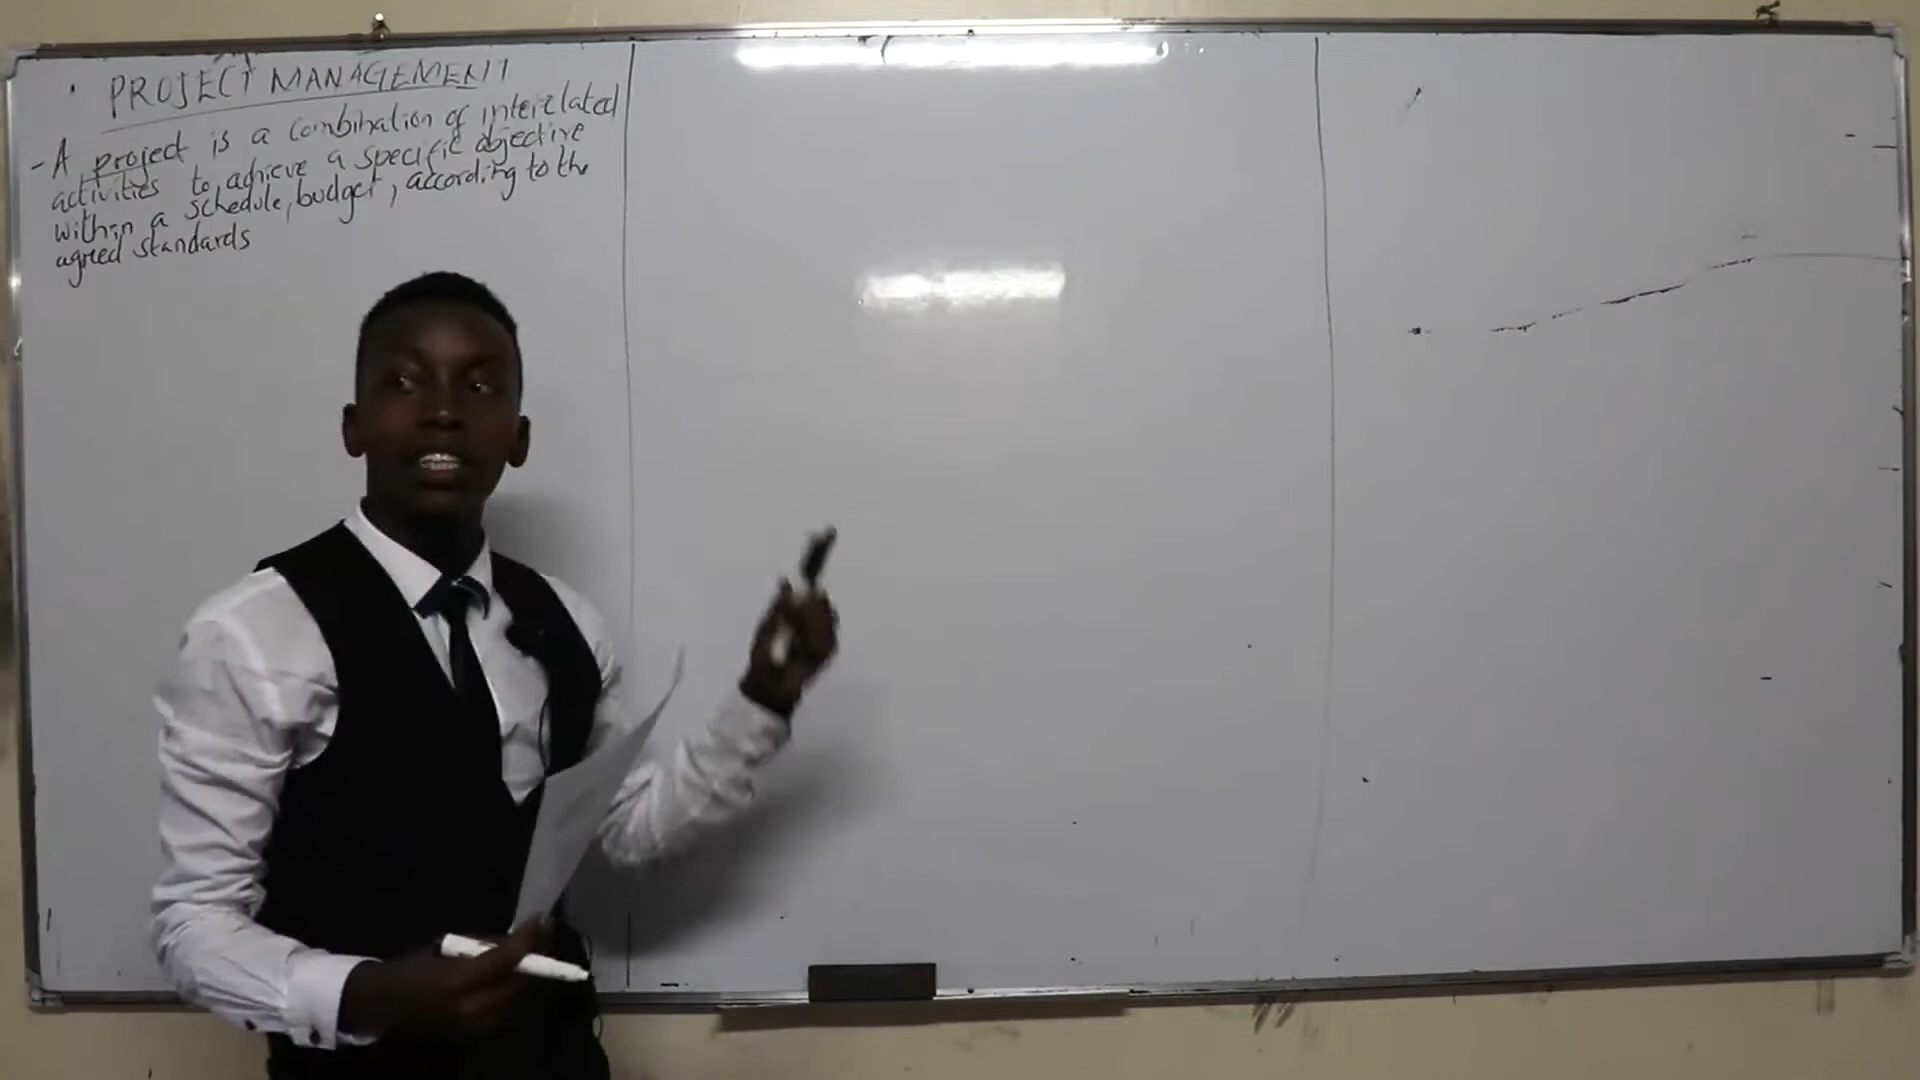 PROJECT MANAGEMENT
- A project is a combination of interelated
activities to achieve a specific objective
within a schedule, budget, according to the
agreed standards